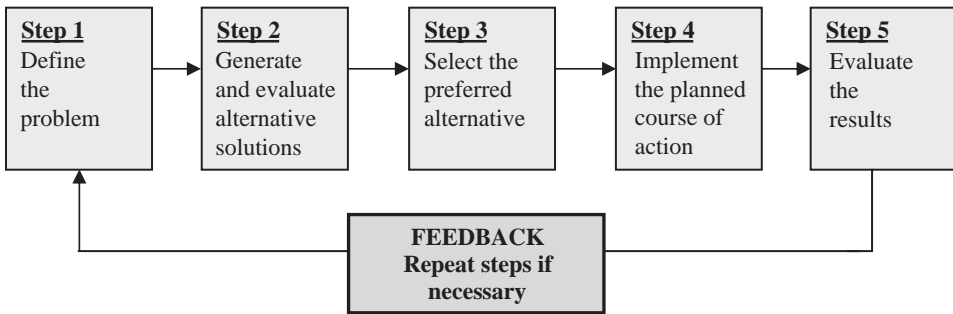 Step 1
Define
the
problem
Step 2
Generate
and evaluate
alternative
solutions
Step 3
Select the
preferred
alternative
Step 4
Implement
the planned
course of
action
Step 5
Evaluate
the
results
FEEDBACK
Repeat steps if
necessary